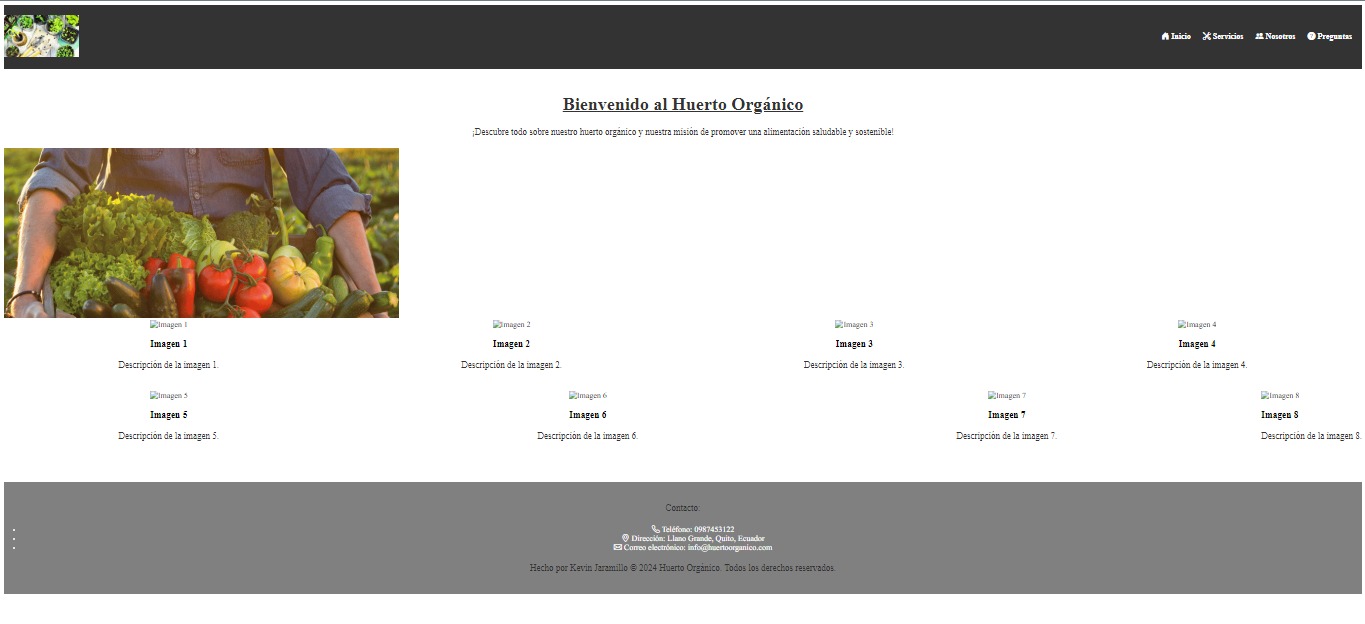 Inicio Servicios Nosotros Preguntas
Bienvenido al Huerto Orgánico
¡Descubre todo sobre nuestro huerto orgánico y nuestra misión de promover una alimentación saludable y sostenible!
Imagen 1 Imagen 2 Imagen 3 Imagen 4
Imagen 1 Imagen 2 Imagen 3 Imagen 4
Descripción de la imagen 1. Descripción de la imagen 2. Descripción de la imagen 3. Descripción de la imagen 4.
Imagen 5 Imagen 6 Imagen 7 Imagen 8
Imagen 5 Imagen 6 Imagen 7 Imagen 8
Descripción de la imagen 5. Descripción de la imagen 6. Descripción de la imagen 7. Descripción de la imagen 8.
Contacto:
Teléfono: 0987453122
Dirección: Llano Grande, Quito, Ecuador
Correo electrónico: info@huertoorganico.com
Hecho por Kevin Jaramillo © 2024 Huerto Orgánico. Todos los derechos reservados.